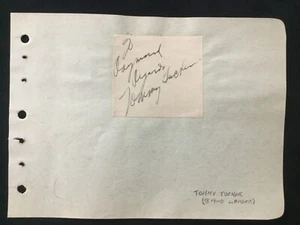 To
Raymond
Regards
Tommy Tucker
TOMMY TUCKER
(BAND LEADER)